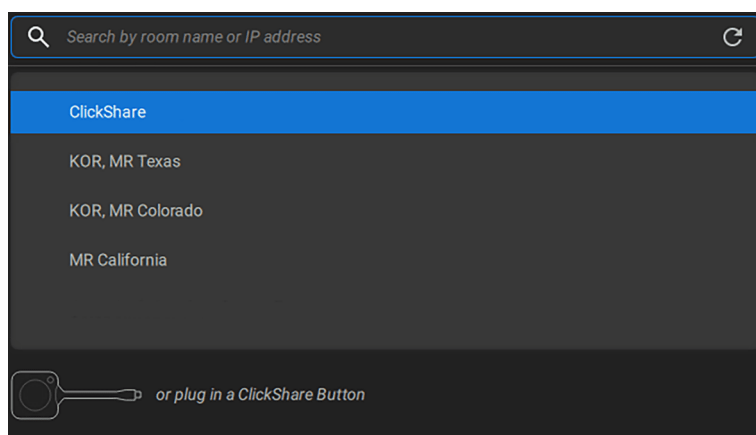 Search by room name or IP address
ClickShare
KOR, MR Texas
KOR, MR Colorado
MR California
or plug in a ClickShare Button